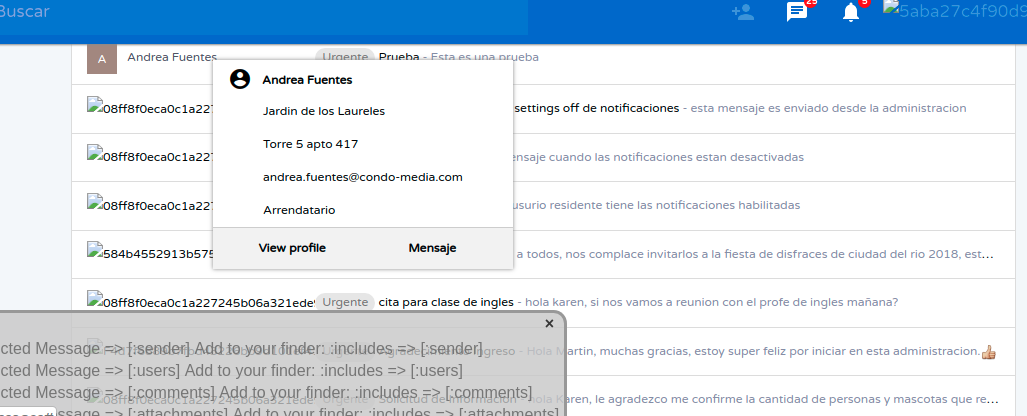 Buscar 25 5 5aba27c4f90d9
A Andrea Fuentes Urgente Prueba - Esta es una prueba
Andrea Fuentes
Jardin de los Laureles
Torre 5 apto 417
andrea.fuentes@condo-media.com
Arrendatario
View profile Mensaje
08ff8f0eca0c1a227 settings off de notificaciones - esta mensaje es enviado desde la administracion
08ff8f0eca0c1a227 ensaje cuando las notificaciones estan desactivadas
08ff8f0eca0c1a227 usurio residente tiene las notificaciones habilitadas
584b4552913b575 a todos, nos complace invitarlos a la fiesta de disfraces de ciudad del rio 2018, est...
08ff8f0eca0c1a227245b06a321ede Urgente cita para clase de ingles - hola karen, si nos vamos a reunion con el profe de ingles mañana?
×
cted Message => [:sender] Add to your finder: :includes => [:sender]
ingreso - Hola Martin, muchas gracias, estoy super feliz por iniciar en esta administracion.👍
cted Message => [:users] Add to your finder: :includes => [:users]
cted Message => [:comments] Add to your finder: :includes => [:comments]
08ff8f0eca0c1a227245b06a321ede Solicitud de informacion - Hola Karen, le agradezco me confirme la cantidad de personas y mascotas que re...
Message => [:attachments] Add to your finder: :includes => [:attachments]